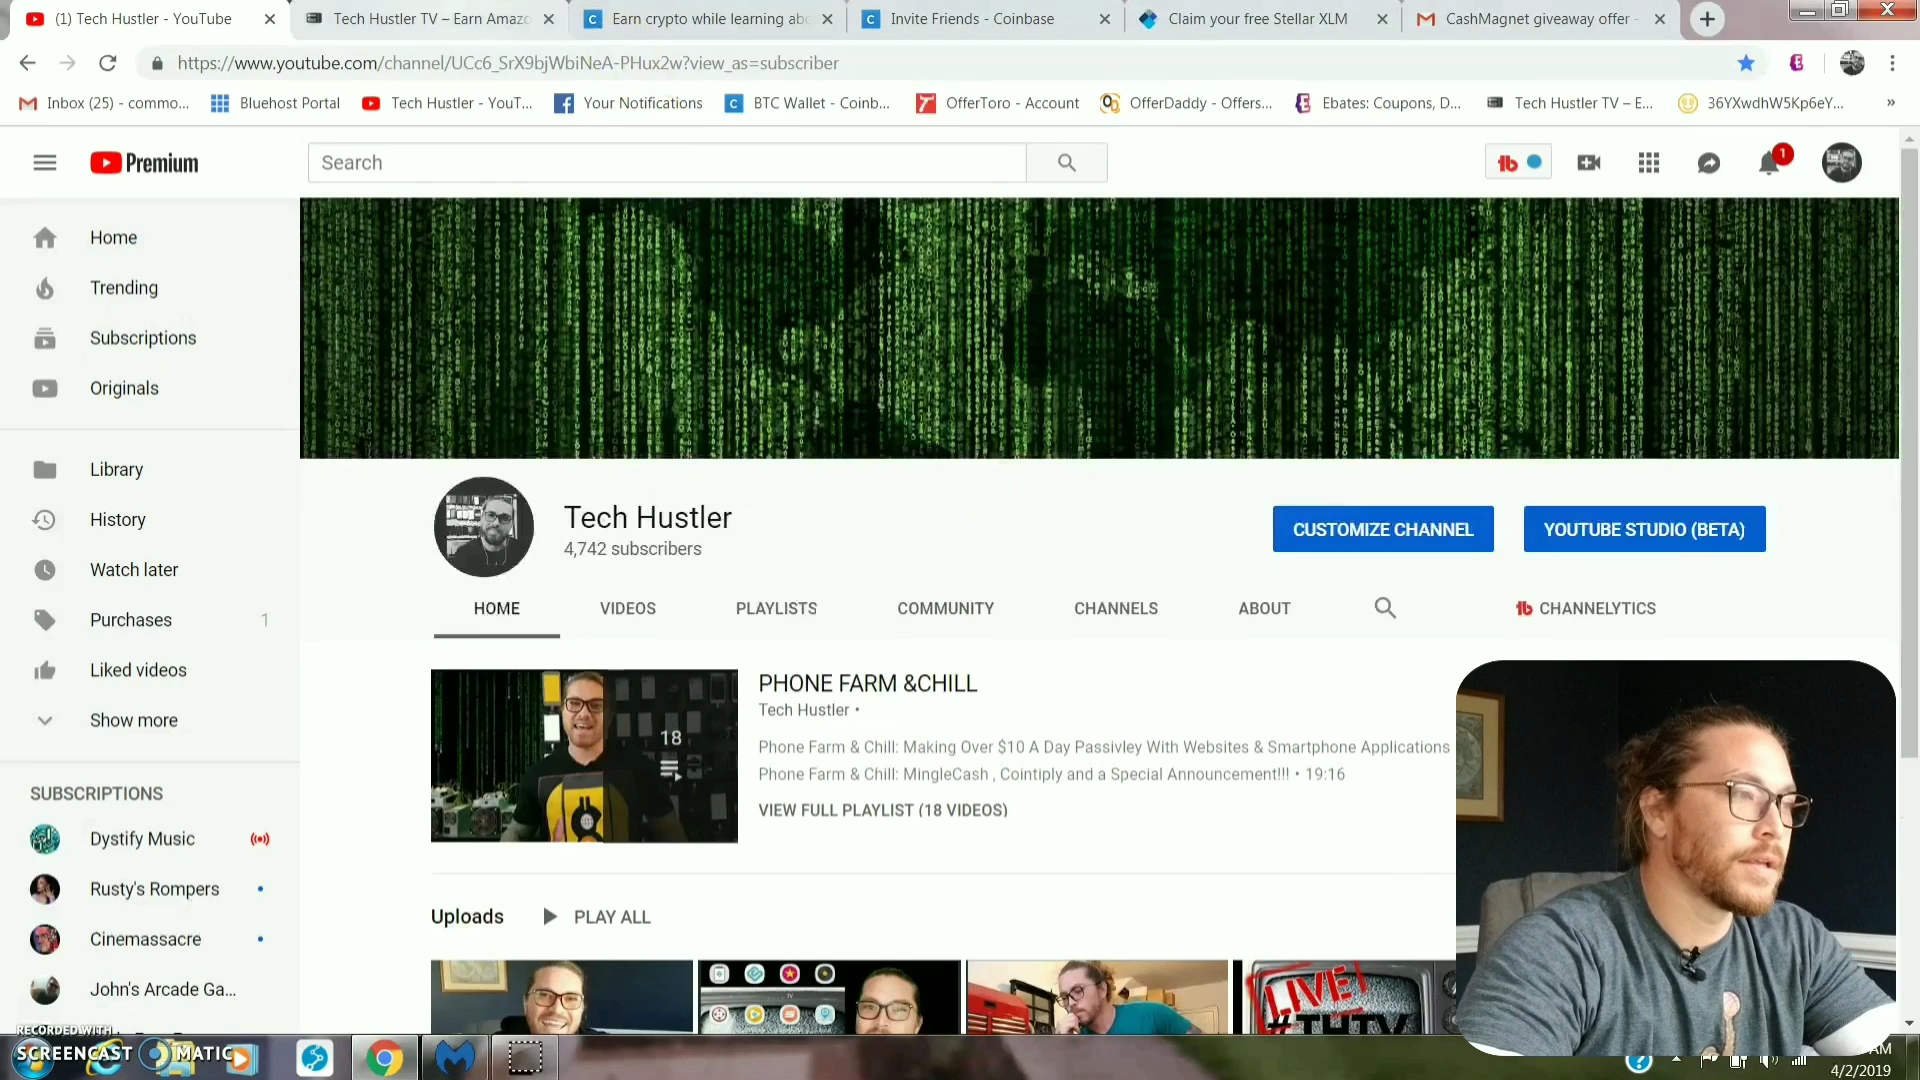 (1) Tech Hustler - YouTube
Tech Hustler TV – Earn Amazo
Earn crypto while learning abo
Invite Friends - Coinbase
Claim your free Stellar XLM
CashMagnet giveaway offer -
https://www.youtube.com/channel/UCc6_SrX9bjWbiNeA-PHux2w?view_as=subscriber
Inbox (25) - commo...
Bluehost Portal
Tech Hustler - YouT...
Your Notifications
BTC Wallet - Coinb...
OfferToro - Account
OfferDaddy - Offers...
Ebates: Coupons, D...
Tech Hustler TV – E...
36YXwdhW5Kp6eY...
»
Premium
Search
1
Home
Trending
Subscriptions
Originals
Library
History
Watch later
Purchases 1
Liked videos
Show more
SUBSCRIPTIONS
Dystify Music
Rusty's Rompers
Cinemassacre
John's Arcade Ga...
Tech Hustler
4,742 subscribers
CUSTOMIZE CHANNEL
YOUTUBE STUDIO (BETA)
HOME VIDEOS PLAYLISTS COMMUNITY CHANNELS ABOUT
CHANNELYTICS
18
PHONE FARM &CHILL
Tech Hustler •
Phone Farm & Chill: Making Over $10 A Day Passivley With Websites & Smartphone Applications
Phone Farm & Chill: MingleCash , Cointiply and a Special Announcement!!! • 19:16
VIEW FULL PLAYLIST (18 VIDEOS)
Uploads PLAY ALL
LIVE!
#THTV
RECORDED WITH
SCREENCAST MATIC
AM
4/2/2019